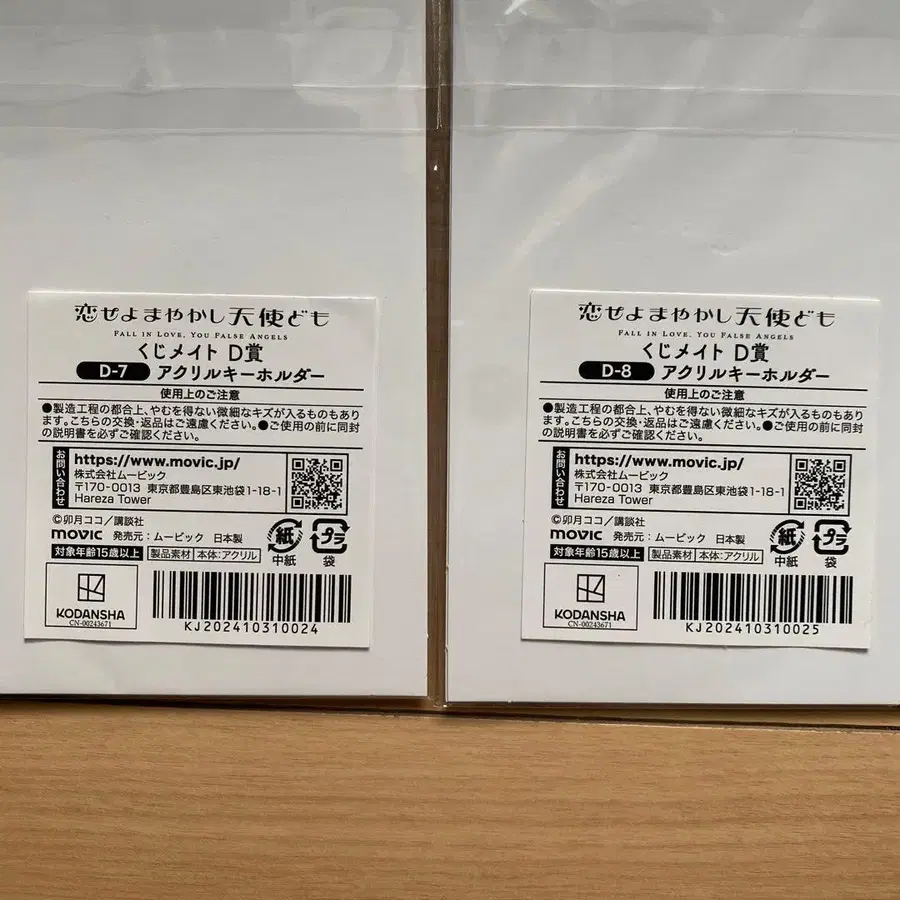 恋せよまやかし天使ども
FALL IN LOVE, YOU FALSE ANGELS
くじメイト D賞
D-7 アクリルキーホルダー
使用上のご注意
●製造工程の都合上、やむを得ない微細なキズが入るものもあり
ます。こちらの交換・返品はご遠慮ください。●ご使用の前に同封
の説明書を必ずご確認ください。
お問い合わせ
https://www.movic.jp/
株式会社ムービック
〒170-0013 東京都豊島区東池袋1-18-1
Hareza Tower
©卯月ココ/講談社
movic 発売元：ムービック 日本製
対象年齢15歳以上 製品素材 本体：アクリル
紙
中紙
プラ
袋
KODANSHA
CN-00243671
KJ202410310024
恋せよまやかし天使ども
FALL IN LOVE, YOU FALSE ANGELS
くじメイト D賞
D-8 アクリルキーホルダー
使用上のご注意
●製造工程の都合上、やむを得ない微細なキズが入るものもあり
ます。こちらの交換・返品はご遠慮ください。●ご使用の前に同封
の説明書を必ずご確認ください。
お問い合わせ
https://www.movic.jp/
株式会社ムービック
〒170-0013 東京都豊島区東池袋1-18-1
Hareza Tower
©卯月ココ/講談社
movic 発売元：ムービック 日本製
対象年齢15歳以上 製品素材 本体：アクリル
紙
中紙
プラ
袋
KODANSHA
CN-00243671
KJ202410310025